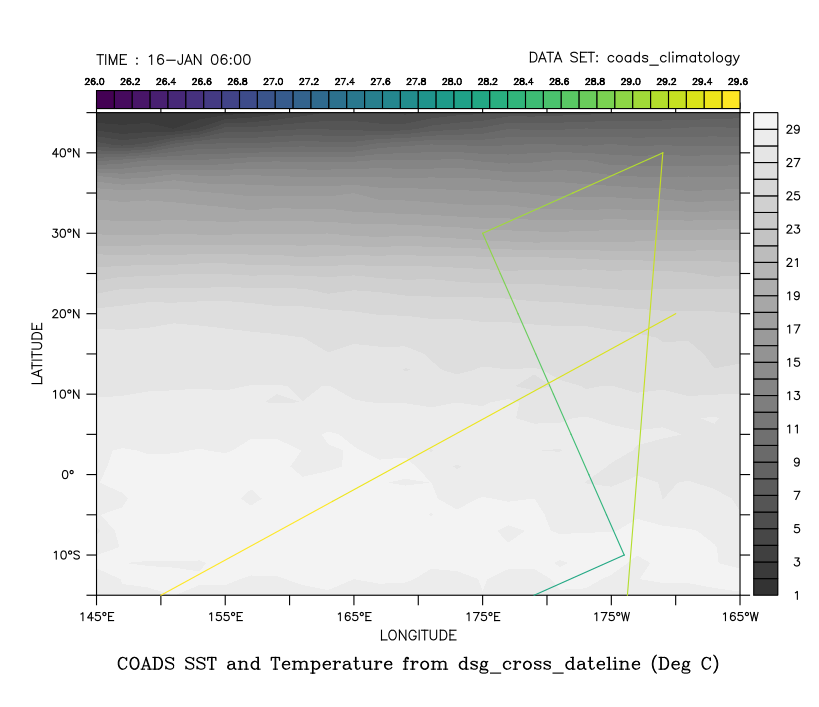 TIME : 16-JAN 06:00
DATA SET: coads_climatology
26.0 26.2 26.4 26.6 26.8 27.0 27.2 27.4 27.6 27.8 28.0 28.2 28.4 28.6 28.8 29.0 29.2 29.4 29.6
40°N
30°N
20°N
10°N
0°
10°S
LATITUDE
29
27
25
23
21
19
17
15
13
11
9
7
5
3
1
145°E 155°E 165°E 175°E 175°W 165°W
LONGITUDE
COADS SST and Temperature from dsg_cross_dateline (Deg C)